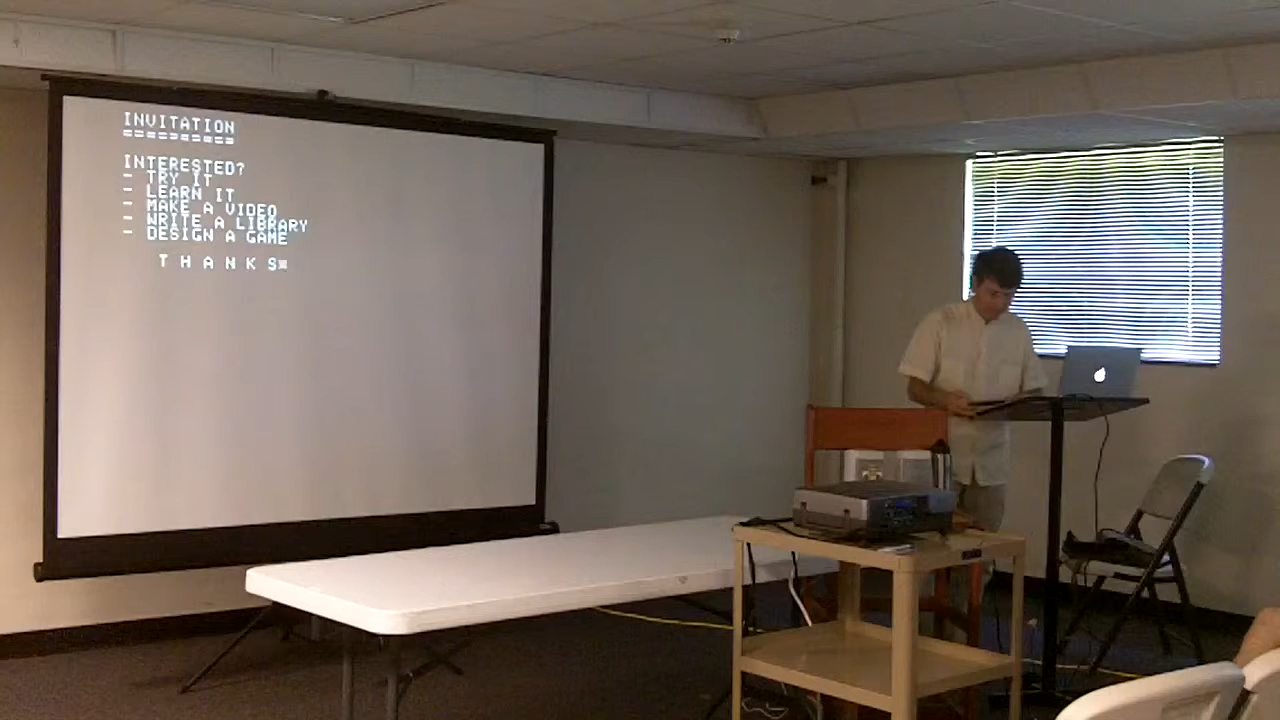 INVITATION
==========
INTERESTED?
- TRY IT
- LEARN IT
- MAKE A VIDEO
- WRITE A LIBRARY
- DESIGN A GAME
T H A N K S